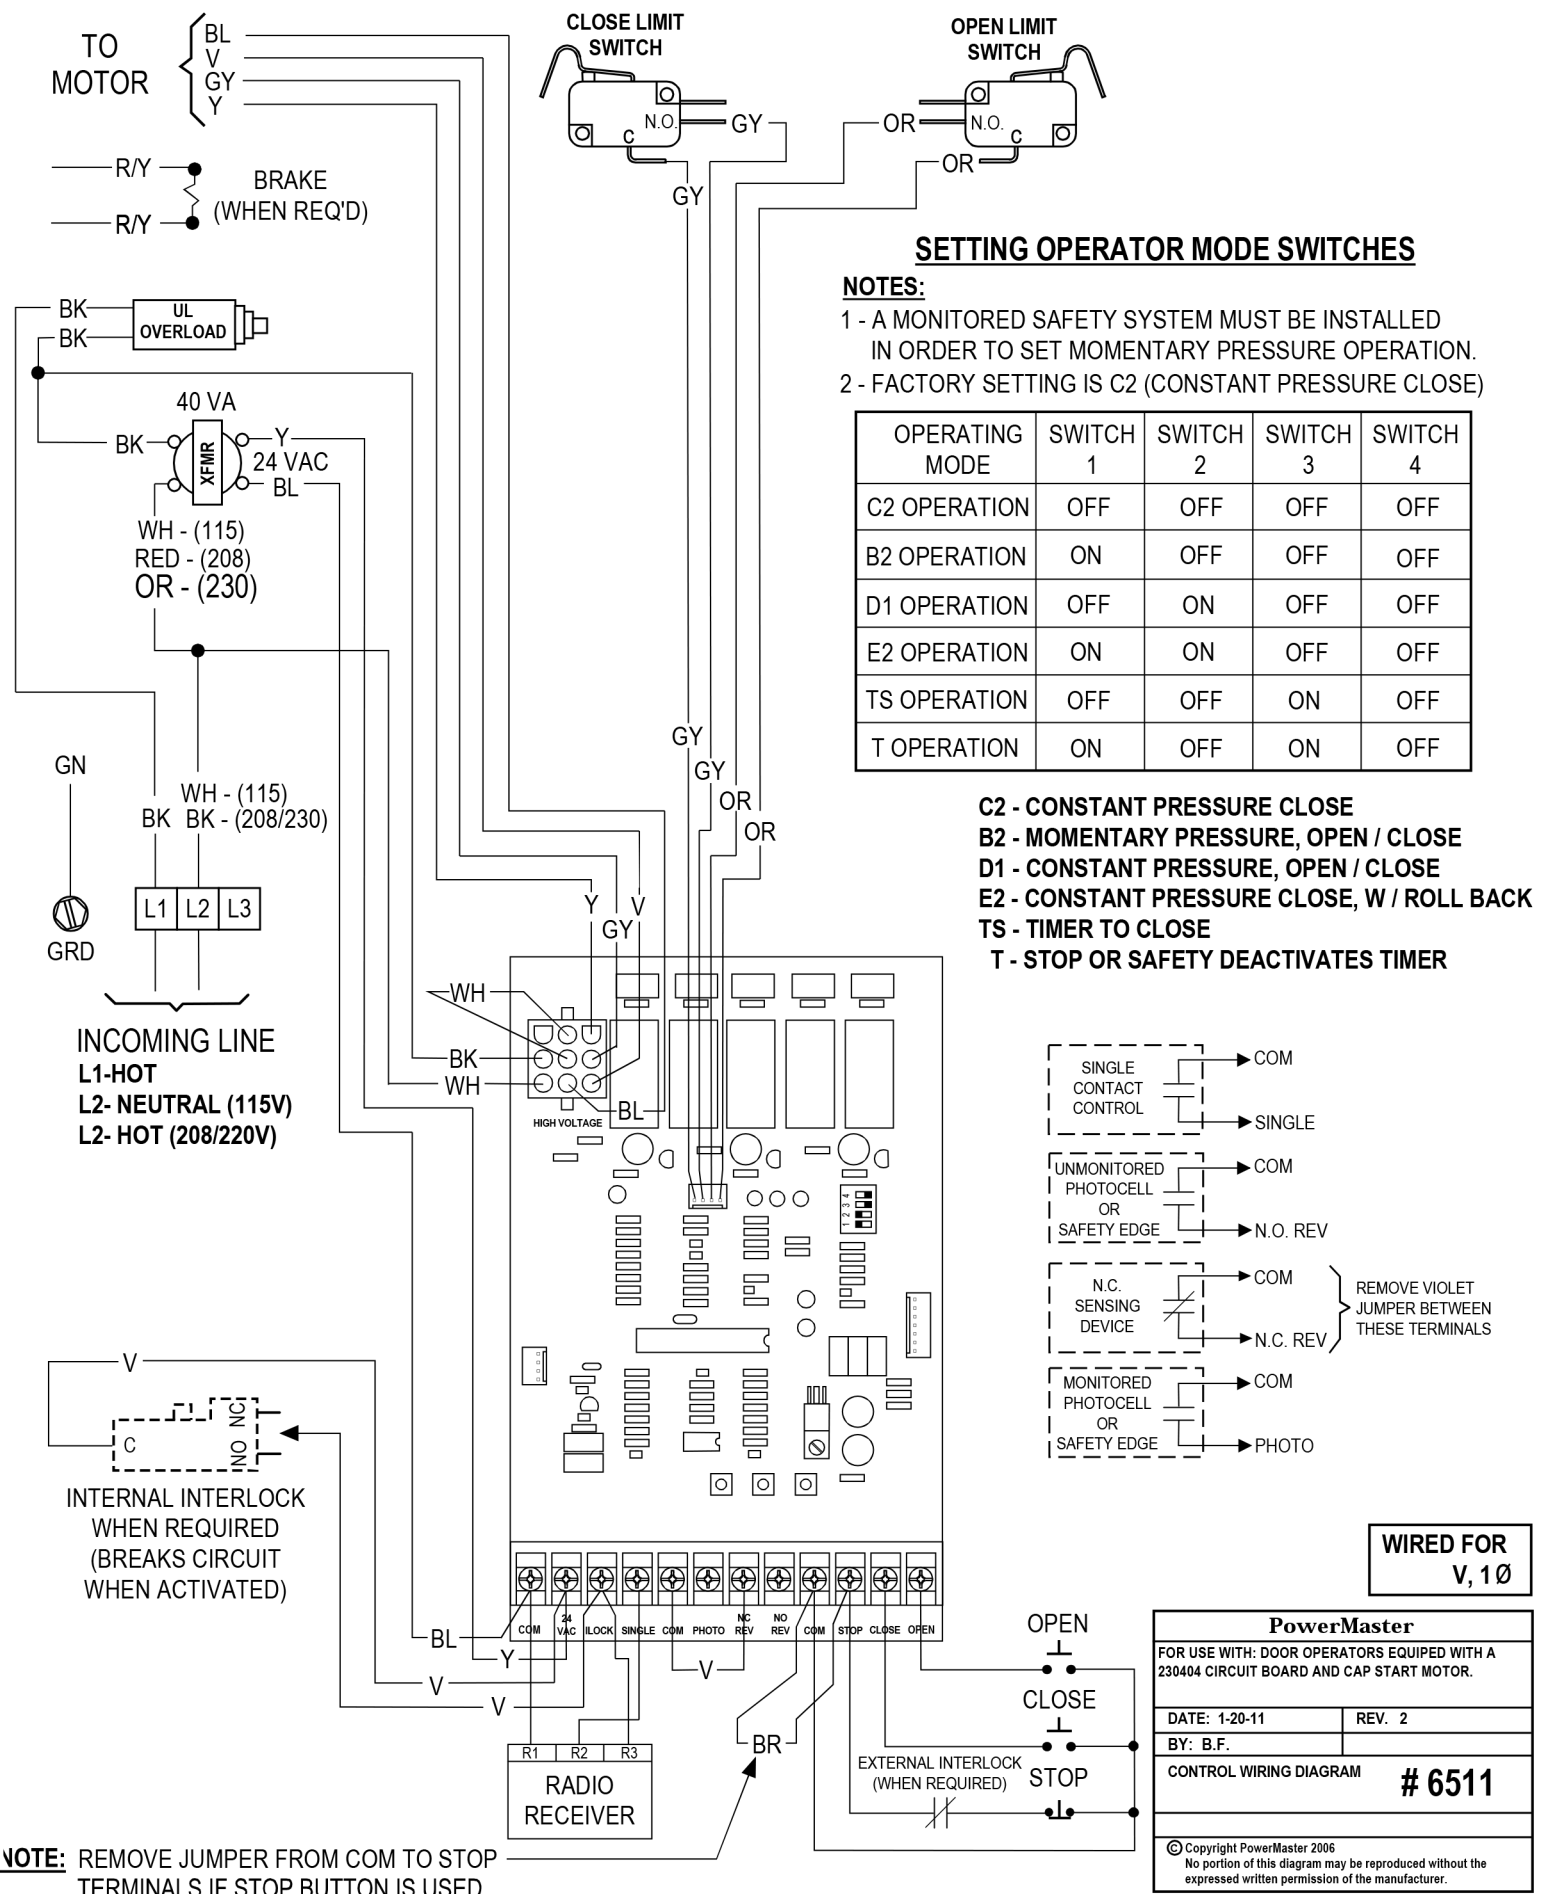 TO
MOTOR
BL
V
GY
Y
CLOSE LIMIT
SWITCH
N.O.
C
GY
GY
OPEN LIMIT
SWITCH
OR
N.O.
C
OR
R/Y
R/Y
BRAKE
(WHEN REQ'D)
BK
BK
UL
OVERLOAD
40 VA
BK
XFMR
Y
24 VAC
BL
WH - (115)
RED - (208)
OR - (230)
GN
GRD
WH - (115)
BK
BK - (208/230)
L1
L2
L3
INCOMING LINE
L1-HOT
L2- NEUTRAL (115V)
L2- HOT (208/220V)
GY
GY
OR
OR
Y
V
GY
WH
BK
WH
BL
HIGH VOLTAGE
1 2 3 4
SETTING OPERATOR MODE SWITCHES
NOTES:
1 - A MONITORED SAFETY SYSTEM MUST BE INSTALLED
IN ORDER TO SET MOMENTARY PRESSURE OPERATION.
2 - FACTORY SETTING IS C2 (CONSTANT PRESSURE CLOSE)
OPERATING MODE SWITCH 1 SWITCH 2 SWITCH 3 SWITCH 4
C2 OPERATION OFF OFF OFF OFF
B2 OPERATION ON OFF OFF OFF
D1 OPERATION OFF ON OFF OFF
E2 OPERATION ON ON OFF OFF
TS OPERATION OFF OFF ON OFF
T OPERATION ON OFF ON OFF
C2 - CONSTANT PRESSURE CLOSE
B2 - MOMENTARY PRESSURE, OPEN / CLOSE
D1 - CONSTANT PRESSURE, OPEN / CLOSE
E2 - CONSTANT PRESSURE CLOSE, W / ROLL BACK
TS - TIMER TO CLOSE
T - STOP OR SAFETY DEACTIVATES TIMER
SINGLE
CONTACT
CONTROL
COM
SINGLE
UNMONITORED
PHOTOCELL
OR
SAFETY EDGE
COM
N.O. REV
N.C.
SENSING
DEVICE
COM
N.C. REV
REMOVE VIOLET
JUMPER BETWEEN
THESE TERMINALS
MONITORED
PHOTOCELL
OR
SAFETY EDGE
COM
PHOTO
V
C
NC
NO
INTERNAL INTERLOCK
WHEN REQUIRED
(BREAKS CIRCUIT
WHEN ACTIVATED)
COM
24
VAC
ILOCK
SINGLE
COM
PHOTO
NC
REV
NO
REV
COM
STOP
CLOSE
OPEN
BL
Y
V
V
V
BR
R1
R2
R3
RADIO
RECEIVER
OPEN
CLOSE
EXTERNAL INTERLOCK
(WHEN REQUIRED)
STOP
NOTE: REMOVE JUMPER FROM COM TO STOP
TERMINALS IF STOP BUTTON IS USED
WIRED FOR
V, 1Ø
PowerMaster
FOR USE WITH: DOOR OPERATORS EQUIPED WITH A
230404 CIRCUIT BOARD AND CAP START MOTOR.
DATE: 1-20-11
REV. 2
BY: B.F.
CONTROL WIRING DIAGRAM
# 6511
© Copyright PowerMaster 2006
No portion of this diagram may be reproduced without the
expressed written permission of the manufacturer.